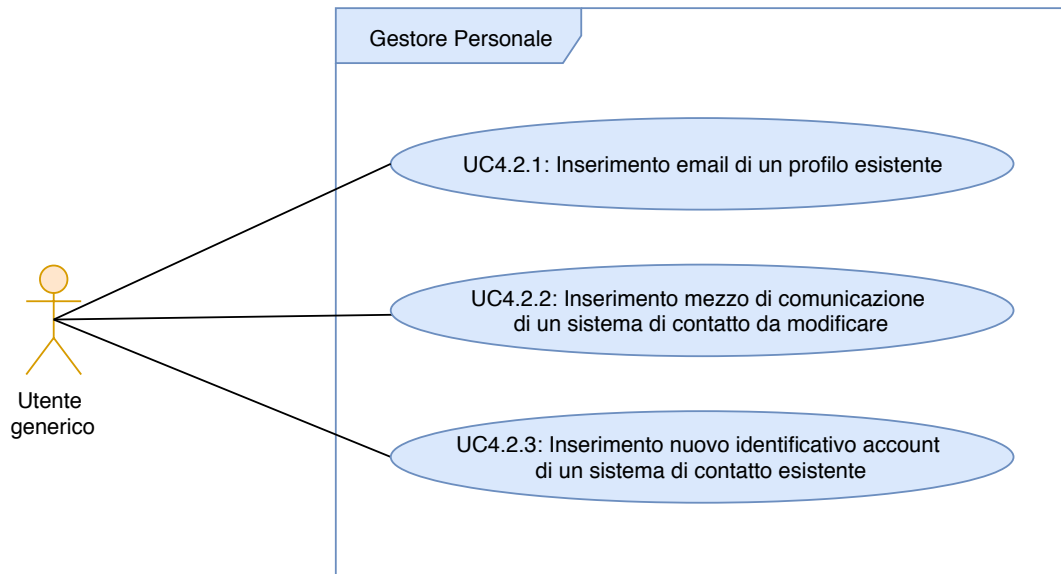 Gestore Personale
UC4.2.1: Inserimento email di un profilo esistente
UC4.2.2: Inserimento mezzo di comunicazione
di un sistema di contatto da modificare
UC4.2.3: Inserimento nuovo identificativo account
di un sistema di contatto esistente
Utente
generico